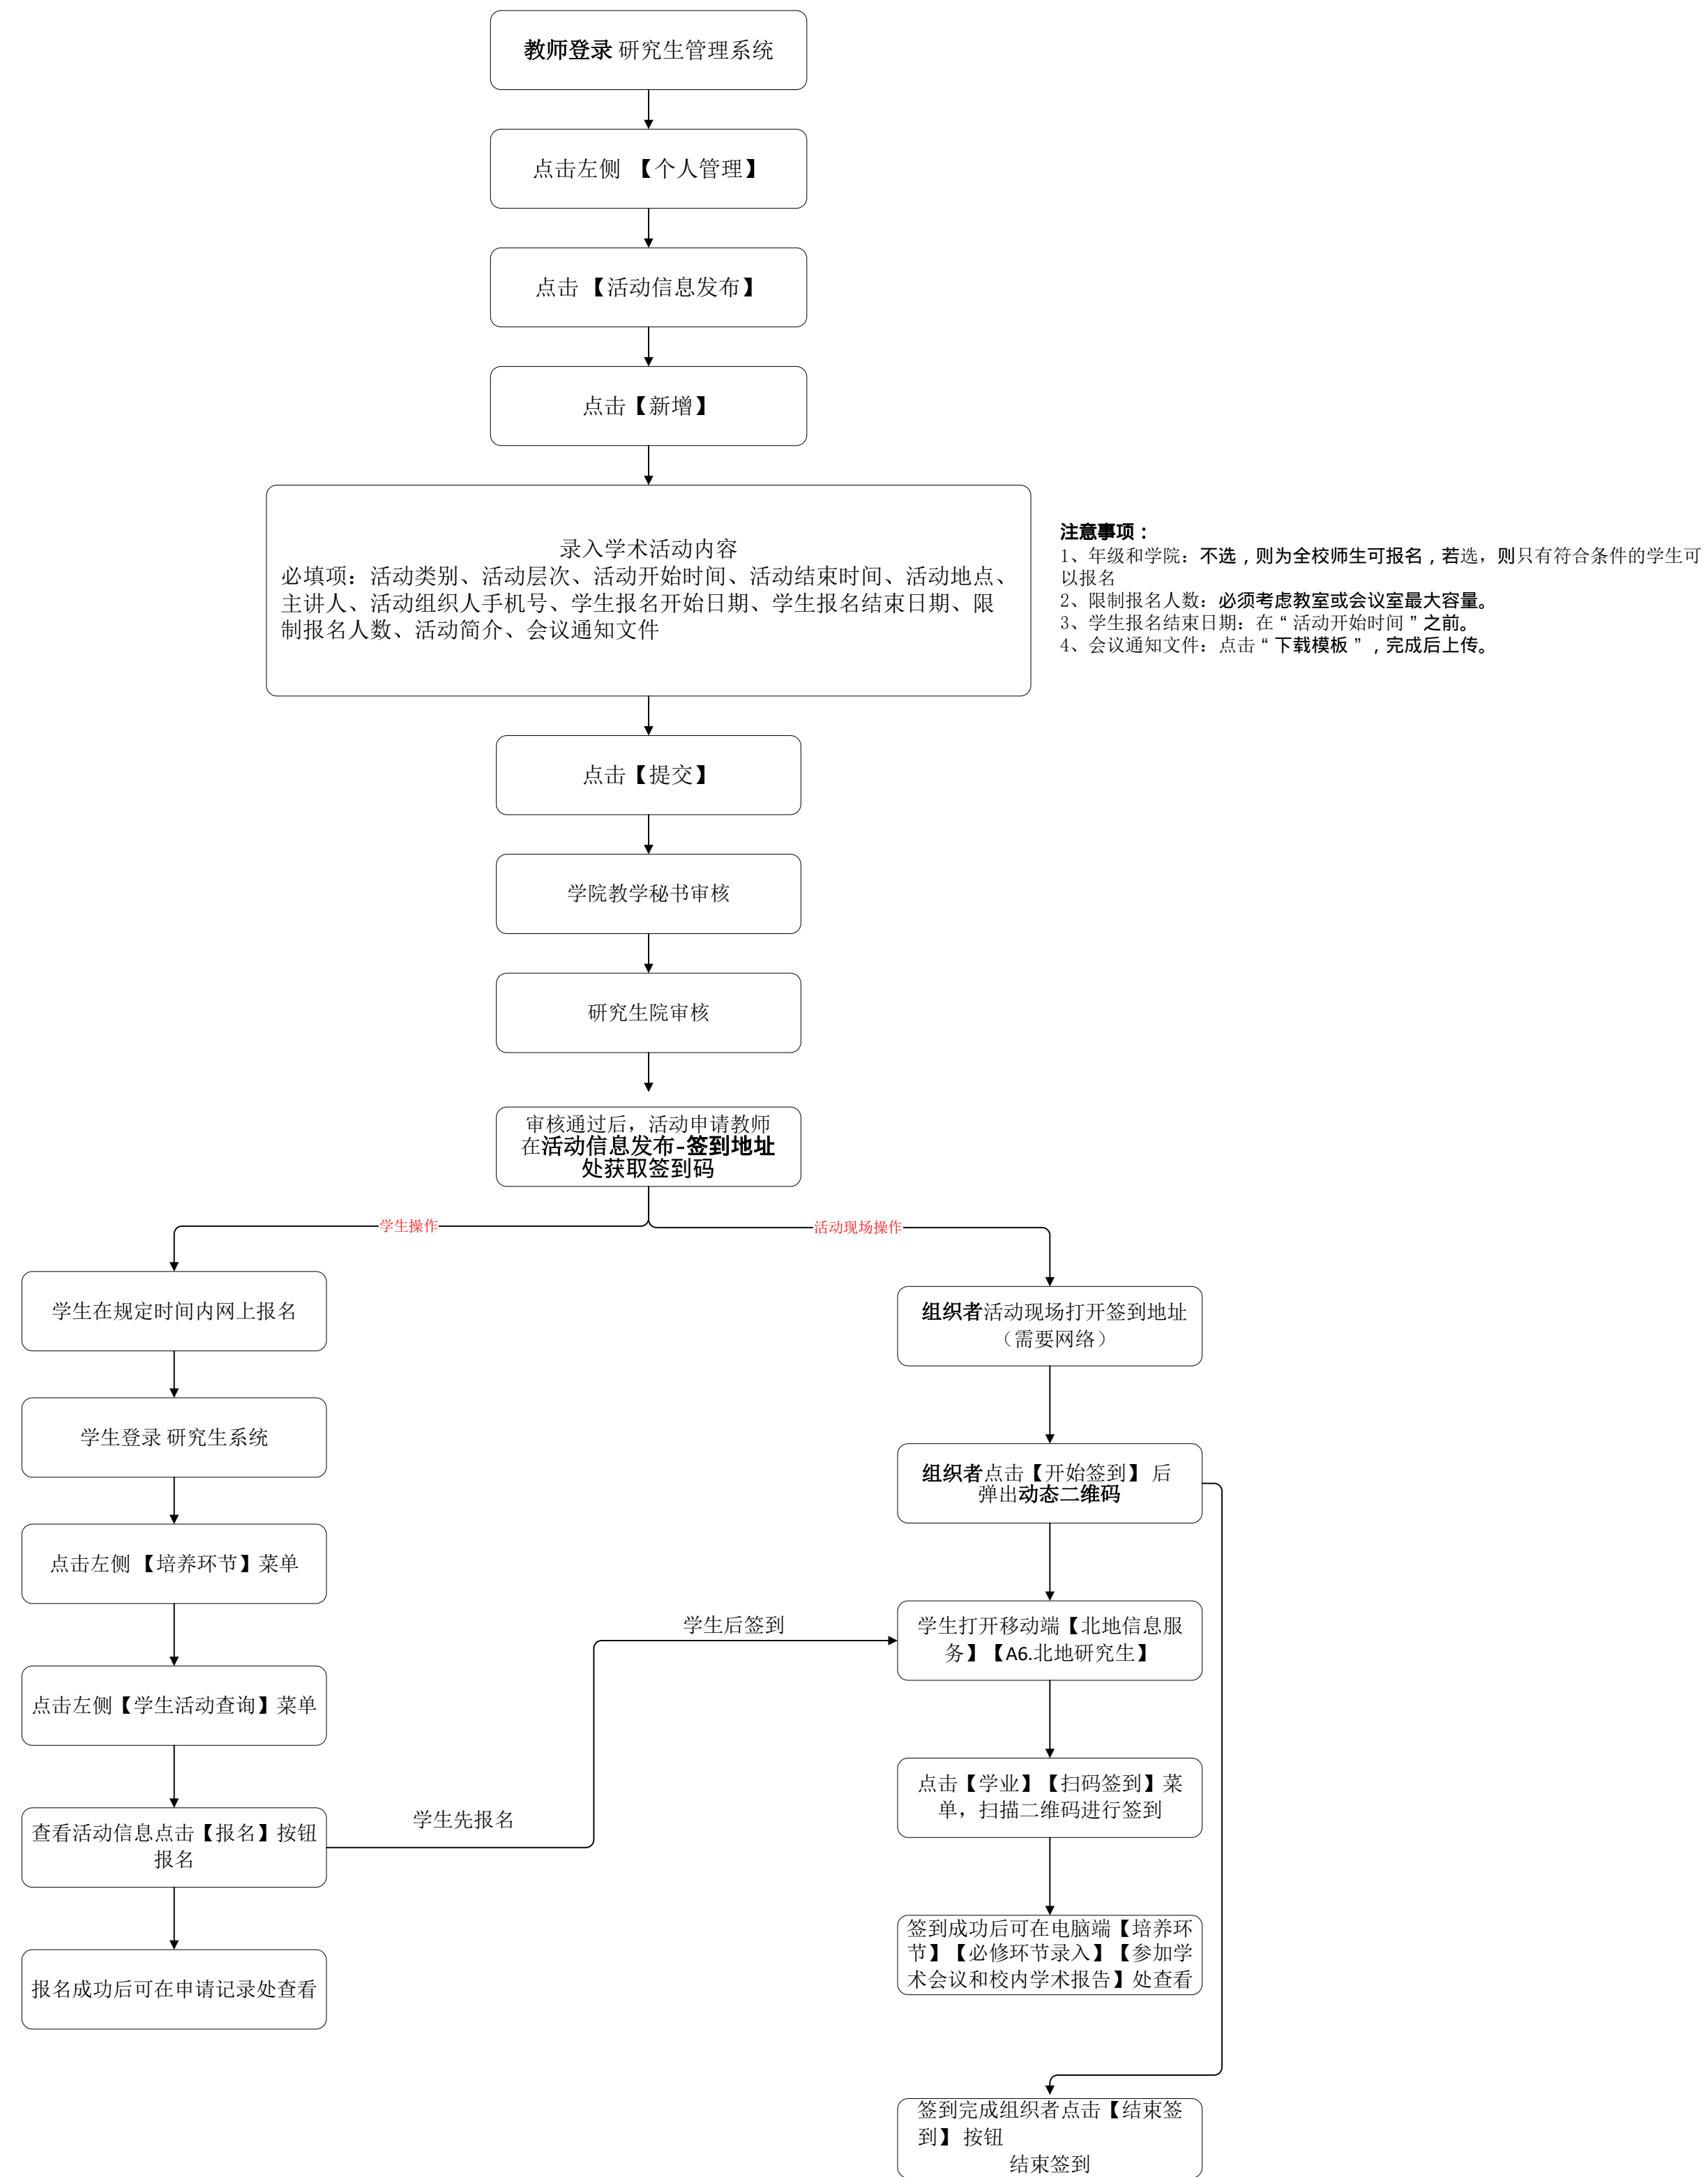 教师登录 研究生管理系统
点击左侧 【个人管理】
点击 【活动信息发布】
点击【新增】
录入学术活动内容
必填项：活动类别、活动层次、活动开始时间、活动结束时间、活动地点、
主讲人、活动组织人手机号、学生报名开始日期、学生报名结束日期、限
制报名人数、活动简介、会议通知文件
注意事项：
1、年级和学院：不选，则为全校师生可报名，若选，则只有符合条件的学生可
以报名
2、限制报名人数：必须考虑教室或会议室最大容量。
3、学生报名结束日期：在“活动开始时间”之前。
4、会议通知文件：点击“下载模板”，完成后上传。
点击【提交】
学院教学秘书审核
研究生院审核
审核通过后，活动申请教师
在活动信息发布-签到地址
处获取签到码
学生操作
活动现场操作
学生在规定时间内网上报名
学生登录 研究生系统
点击左侧 【培养环节】菜单
点击左侧【学生活动查询】菜单
查看活动信息点击【报名】按钮
报名
报名成功后可在申请记录处查看
学生先报名
学生后签到
组织者活动现场打开签到地址
（需要网络）
组织者点击【开始签到】 后
弹出动态二维码
学生打开移动端【北地信息服
务】【A6.北地研究生】
点击【学业】【扫码签到】菜
单，扫描二维码进行签到
签到成功后可在电脑端【培养环
节】【必修环节录入】【参加学
术会议和校内学术报告】处查看
签到完成组织者点击【结束签
到】 按钮
结束签到